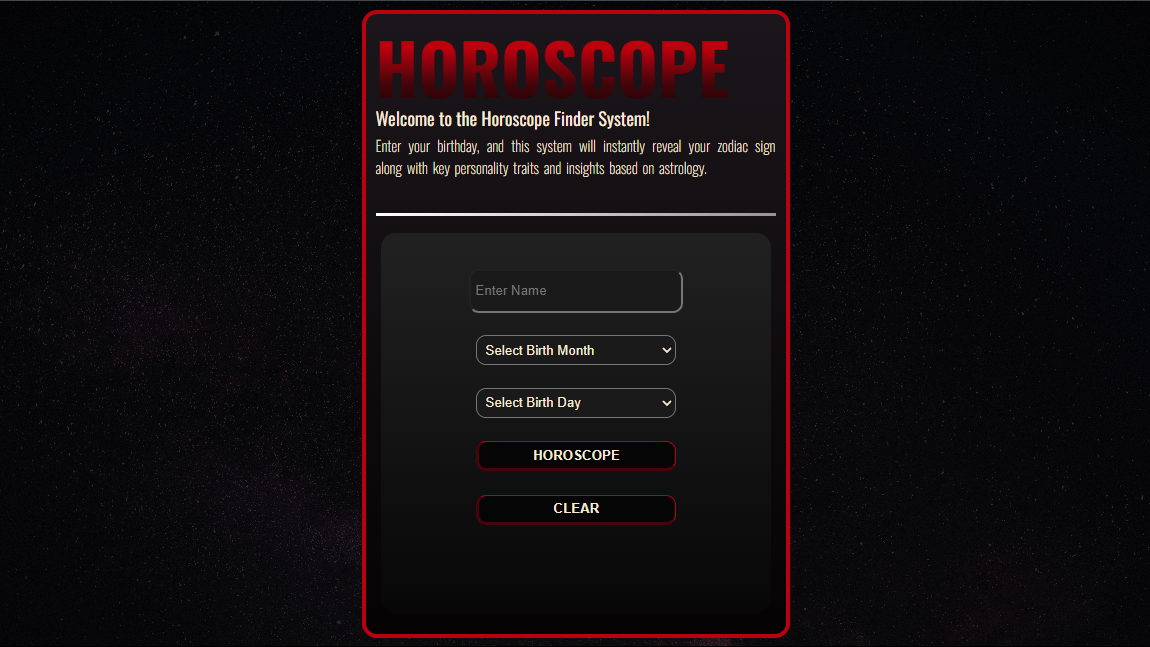 HOROSCOPE
Welcome to the Horoscope Finder System!
Enter your birthday, and this system will instantly reveal your zodiac sign
along with key personality traits and insights based on astrology.
Enter Name
Select Birth Month
Select Birth Day
HOROSCOPE
CLEAR